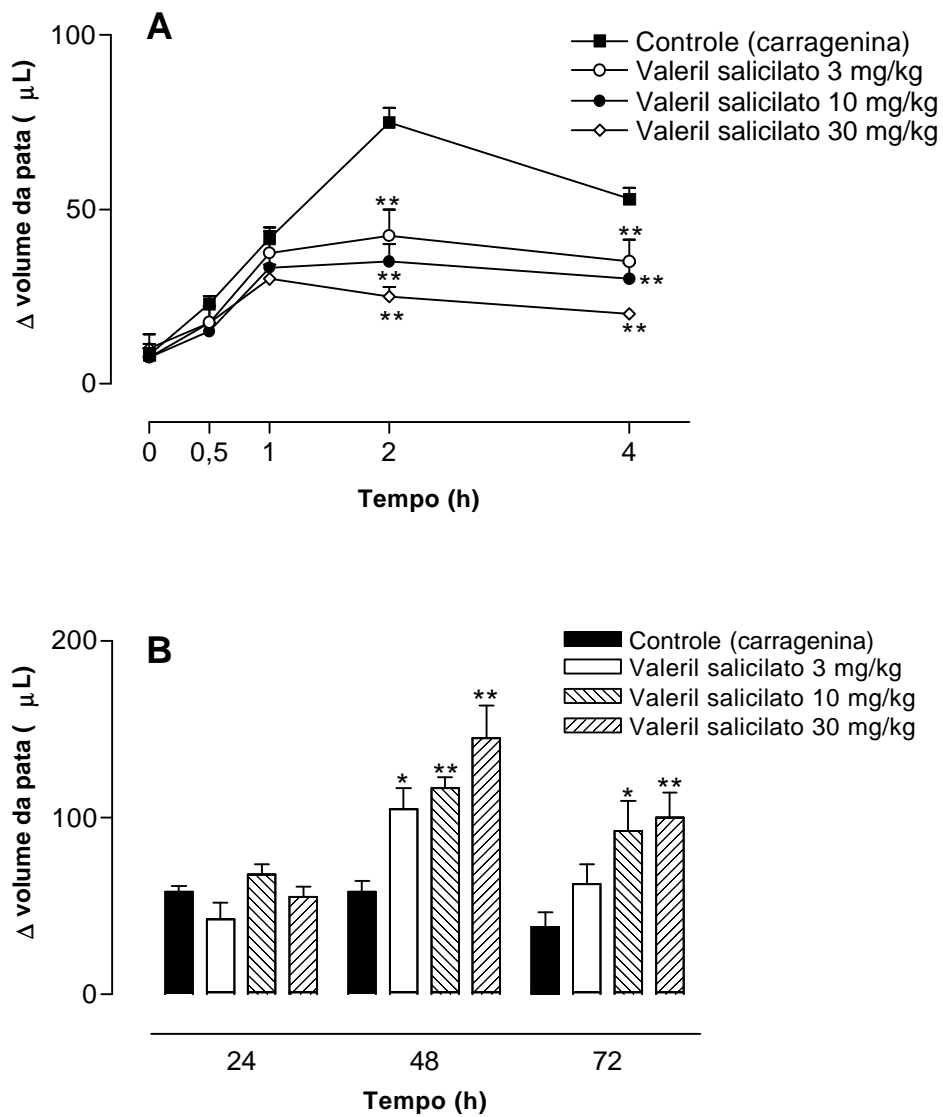 A
Controle (carragenina)
Valeril salicilato 3 mg/kg
Valeril salicilato 10 mg/kg
Valeril salicilato 30 mg/kg
100
50
0
Δ volume da pata ( μL)
** **
** **
** **
0 0,5 1 2 4
Tempo (h)
B
Controle (carragenina)
Valeril salicilato 3 mg/kg
Valeril salicilato 10 mg/kg
Valeril salicilato 30 mg/kg
200
100
0
Δ volume da pata ( μL)
* ** **
* **
24 48 72
Tempo (h)